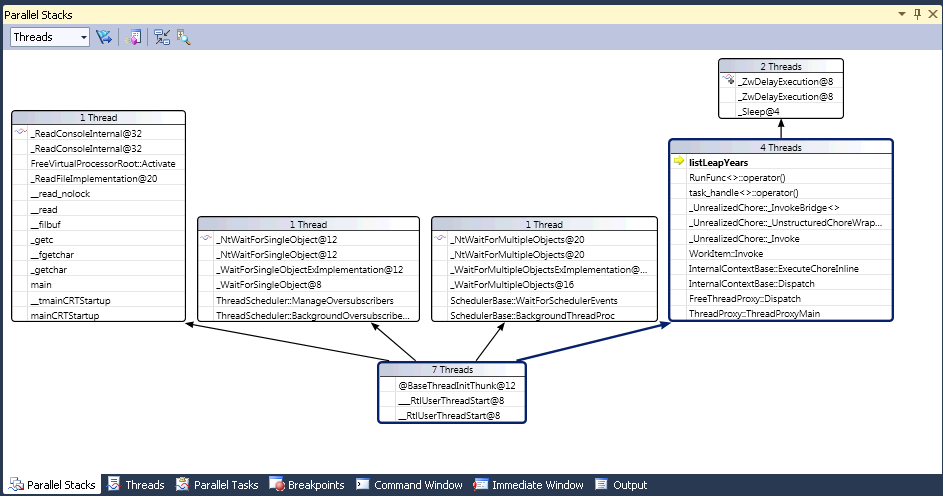 Parallel Stacks
Threads
2 Threads
_ZwDelayExecution@8
_ZwDelayExecution@8
_Sleep@4
1 Thread
_ReadConsoleInternal@32
_ReadConsoleInternal@32
FreeVirtualProcessorRoot::Activate
_ReadFileImplementation@20
__read_nolock
__read
__filbuf
_getc
__fgetchar
_getchar
main
__tmainCRTStartup
mainCRTStartup
1 Thread
_NtWaitForSingleObject@12
_NtWaitForSingleObject@12
_WaitForSingleObjectExImplementation@12
_WaitForSingleObject@8
ThreadScheduler::ManageOversubscribers
ThreadScheduler::BackgroundOversubscribe...
1 Thread
_NtWaitForMultipleObjects@20
_NtWaitForMultipleObjects@20
_WaitForMultipleObjectsExImplementation@...
_WaitForMultipleObjects@16
SchedulerBase::WaitForSchedulerEvents
SchedulerBase::BackgroundThreadProc
4 Threads
listLeapYears
RunFunc<>::operator()
task_handle<>::operator()
_UnrealizedChore::_InvokeBridge<>
_UnrealizedChore::_UnstructuredChoreWrap...
_UnrealizedChore::_Invoke
WorkItem::Invoke
InternalContextBase::ExecuteChoreInline
InternalContextBase::Dispatch
FreeThreadProxy::Dispatch
ThreadProxy::ThreadProxyMain
7 Threads
@BaseThreadInitThunk@12
___RtlUserThreadStart@8
__RtlUserThreadStart@8
Parallel Stacks
Threads
Parallel Tasks
Breakpoints
Command Window
Immediate Window
Output